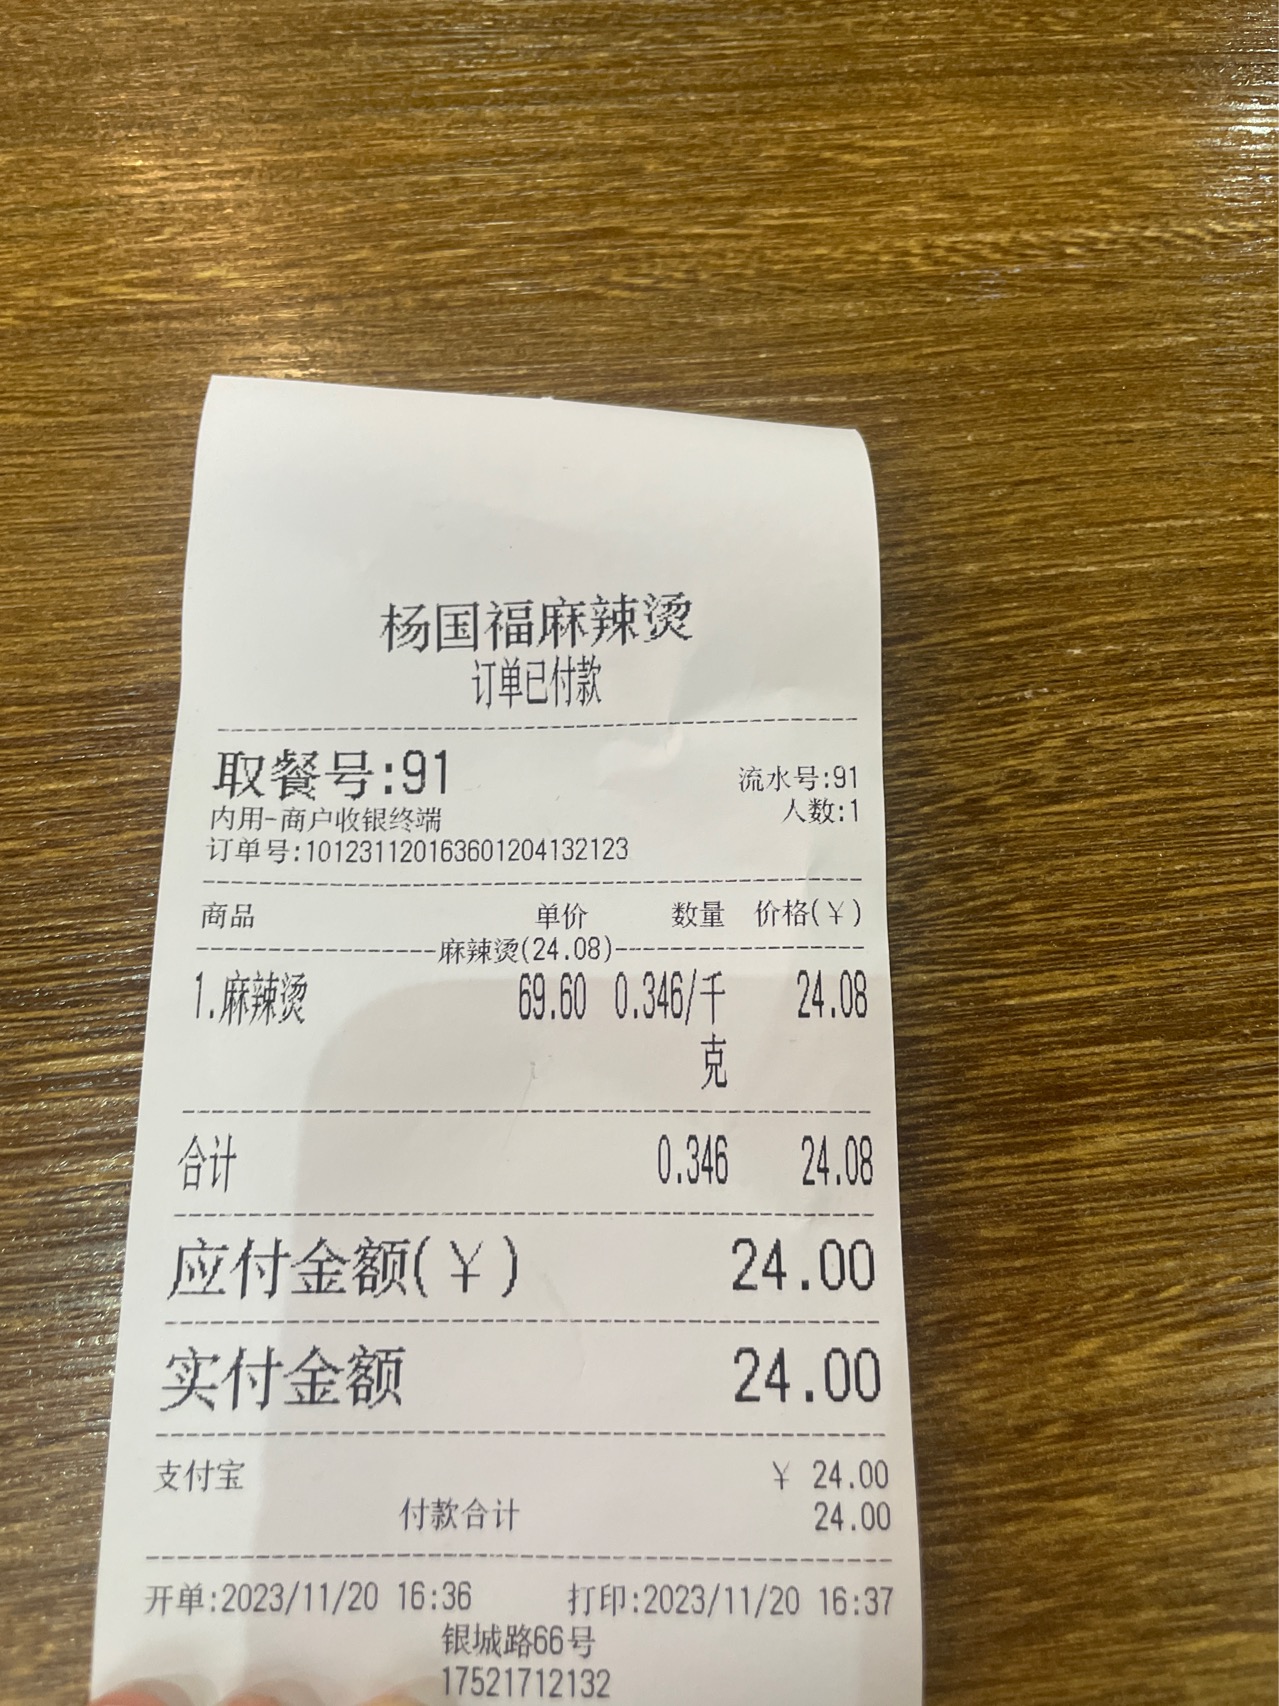 杨国福麻辣烫
订单已付款
取餐号:91
流水号:91
内用-商户收银终端
人数:1
订单号:1012311201636012041321​23
商品 单价 数量 价格(¥)
麻辣烫(24.08)
1.麻辣烫 69.60 0.346/千克 24.08
合计 0.346 24.08
应付金额(¥) 24.00
实付金额 24.00
支付宝 ¥ 24.00
付款合计 24.00
开单:2023/11/20 16:36 打印:2023/11/20 16:37
银城路66号
17521712132